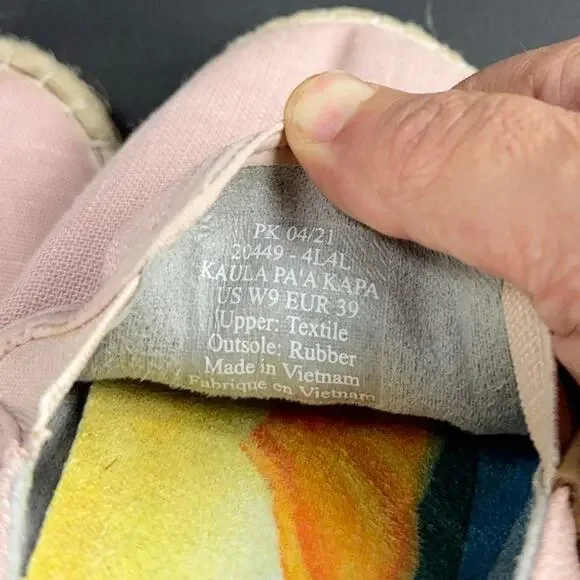 PK 04/21
20449 - 4L4L
KAULA PA'A KAPA
US W9 EUR 39
Upper: Textile
Outsole: Rubber
Made in Vietnam
Fabrique en Vietnam